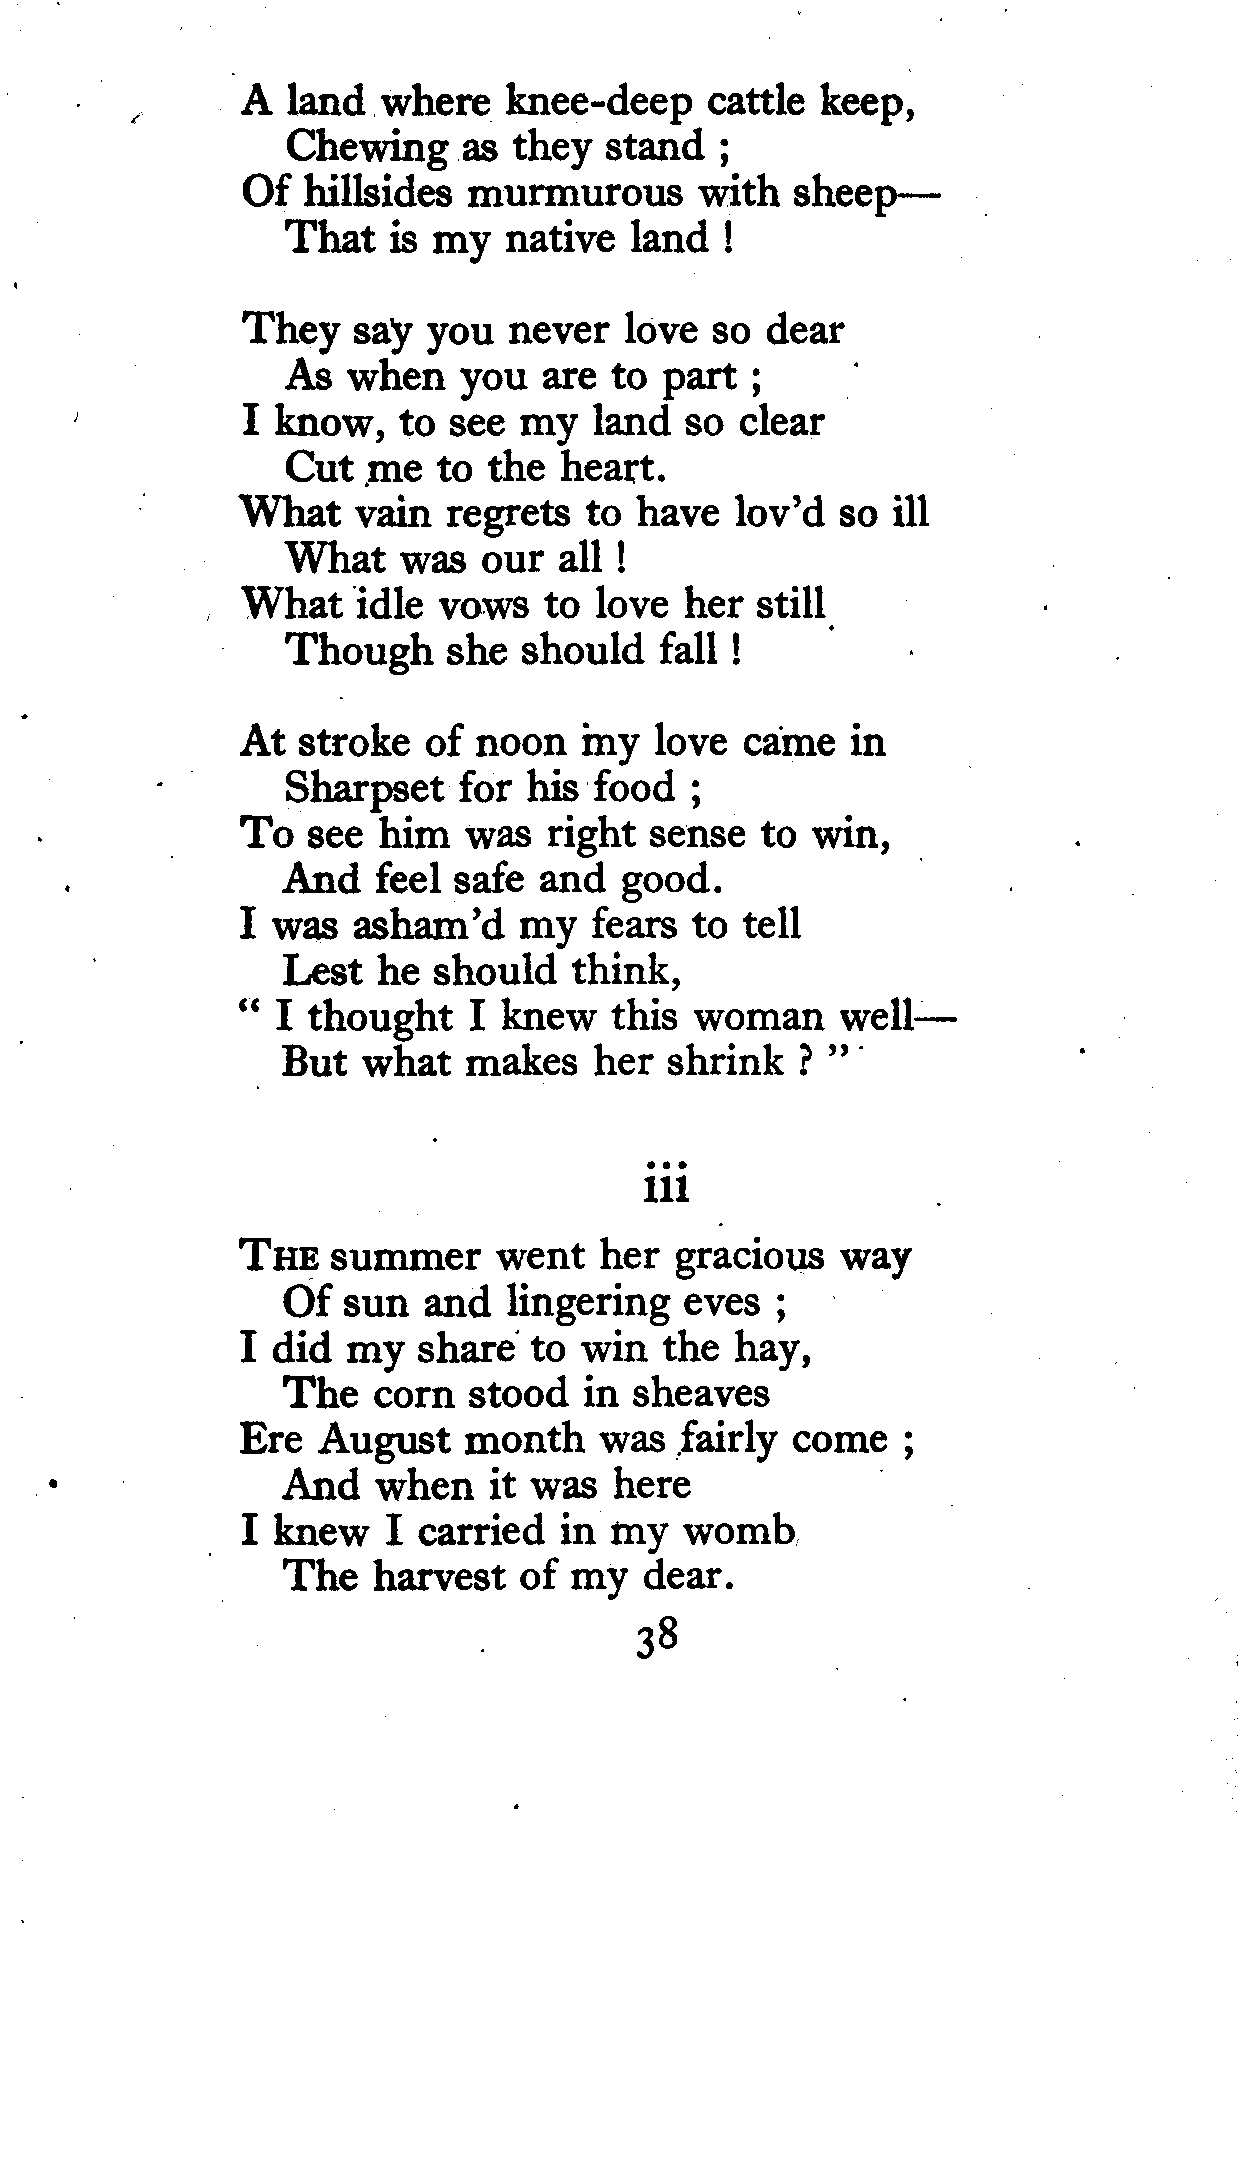 A land where knee-deep cattle keep,
Chewing as they stand ;
Of hillsides murmurous with sheep—
That is my native land !
They say you never love so dear
As when you are to part ;
I know, to see my land so clear
Cut me to the heart.
What vain regrets to have lov'd so ill
What was our all !
What idle vows to love her still
Though she should fall !
At stroke of noon my love came in
Sharpset for his food ;
To see him was right sense to win,
And feel safe and good.
I was asham'd my fears to tell
Lest he should think,
“ I thought I knew this woman well—
But what makes her shrink ? ”
iii
THE summer went her gracious way
Of sun and lingering eves ;
I did my share to win the hay,
The corn stood in sheaves
Ere August month was fairly come ;
And when it was here
I knew I carried in my womb
The harvest of my dear.
38